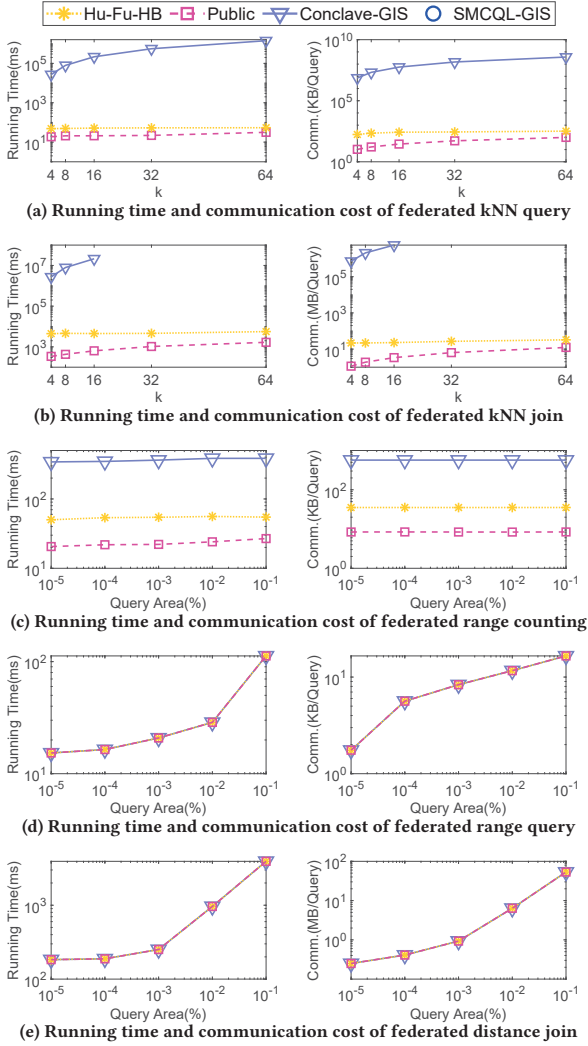 Hu-Fu-HB Public Conclave-GIS SMCQL-GIS
Running Time(ms)
10^5
10^3
10^1
4 8 16 32 64
k
Comm.(KB/Query)
10^10
10^7
10^4
10^0
4 8 16 32 64
k
(a) Running time and communication cost of federated kNN query
Running Time(ms)
10^7
10^5
10^3
4 8 16 32 64
k
Comm.(MB/Query)
10^5
10^3
10^1
4 8 16 32 64
k
(b) Running time and communication cost of federated kNN join
Running Time(ms)
10^2
10^1
10^-5 10^-4 10^-3 10^-2 10^-1
Query Area(%)
Comm.(KB/Query)
10^2
10^0
10^-5 10^-4 10^-3 10^-2 10^-1
Query Area(%)
(c) Running time and communication cost of federated range counting
Running Time(ms)
10^2
10^1
10^-5 10^-4 10^-3 10^-2 10^-1
Query Area(%)
Comm.(KB/Query)
10^1
10^0
10^-5 10^-4 10^-3 10^-2 10^-1
Query Area(%)
(d) Running time and communication cost of federated range query
Running Time(ms)
10^3
10^2
10^-5 10^-4 10^-3 10^-2 10^-1
Query Area(%)
Comm.(MB/Query)
10^2
10^0
10^-5 10^-4 10^-3 10^-2 10^-1
Query Area(%)
(e) Running time and communication cost of federated distance join